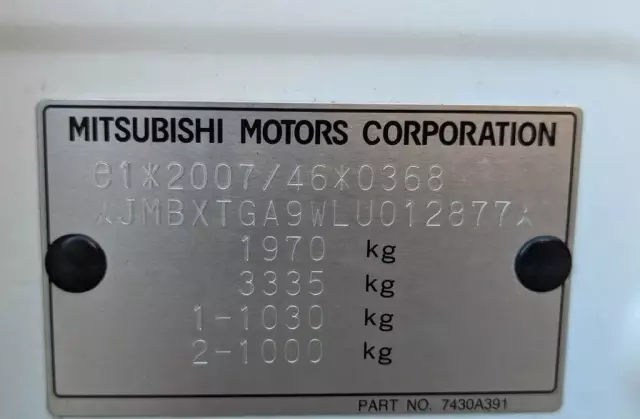 MITSUBISHI MOTORS CORPORATION
e1*2007/46*0368
*JMBXTGA9WLU012877*
1970 kg
3335 kg
1-1030 kg
2-1000 kg
PART NO. 7430A391